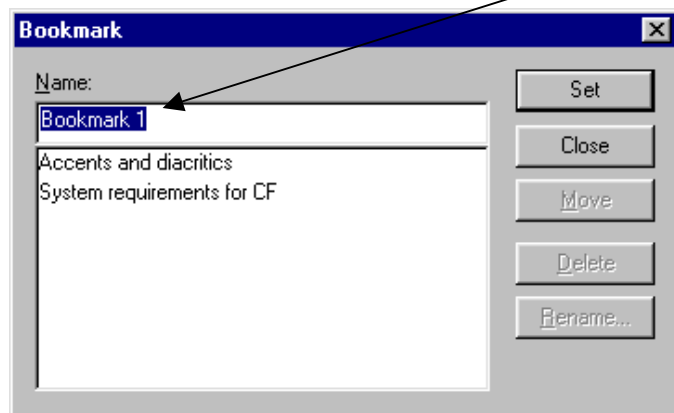 Bookmark
Name:
Bookmark 1
Accents and diacritics
System requirements for CF
Set
Close
Move
Delete
Rename...